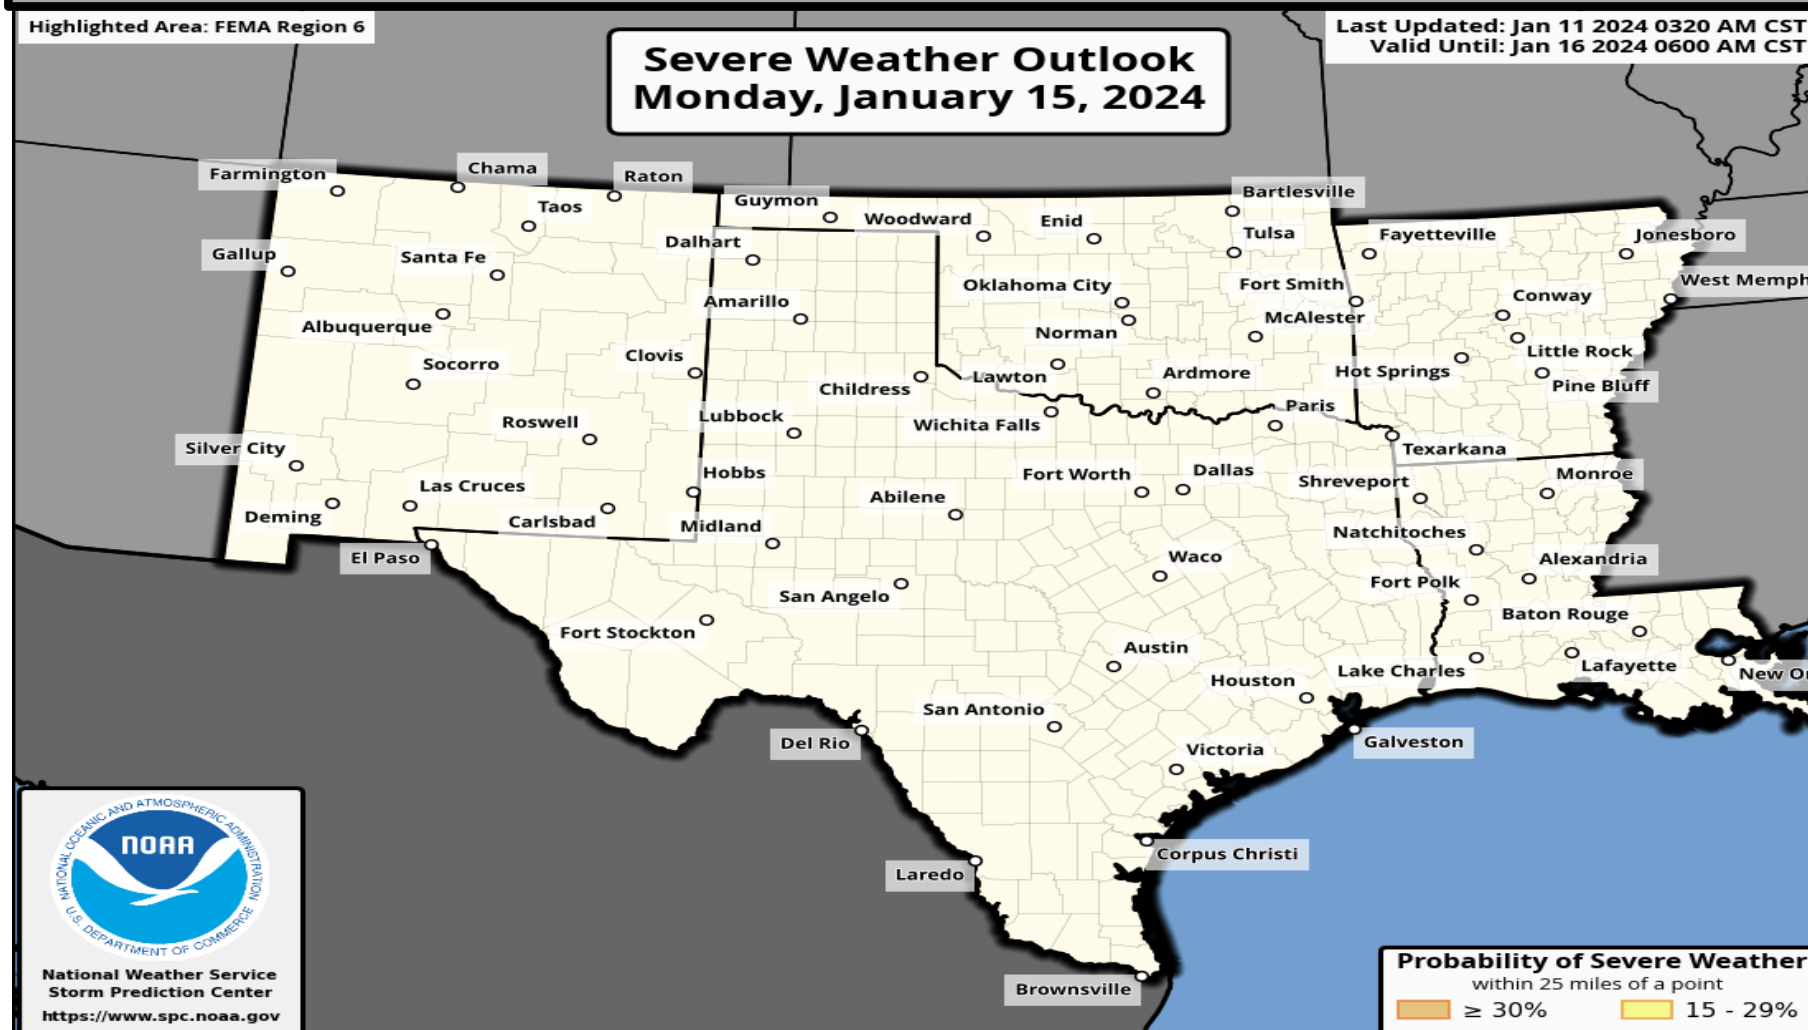 Highlighted Area: FEMA Region 6
Severe Weather Outlook
Monday, January 15, 2024
Last Updated: Jan 11 2024 0320 AM CST
Valid Until: Jan 16 2024 0600 AM CST
Farmington
Chama
Raton
Taos
Guymon
Woodward
Enid
Bartlesville
Tulsa
Fayetteville
Jonesboro
Gallup
Santa Fe
Dalhart
Oklahoma City
Fort Smith
Conway
West Memph
Albuquerque
Amarillo
Norman
McAlester
Little Rock
Socorro
Clovis
Childress
Lawton
Ardmore
Hot Springs
Pine Bluff
Roswell
Lubbock
Wichita Falls
Paris
Texarkana
Silver City
Las Cruces
Hobbs
Abilene
Fort Worth
Dallas
Shreveport
Monroe
Deming
Carlsbad
Midland
Natchitoches
El Paso
Waco
Alexandria
San Angelo
Fort Polk
Fort Stockton
Baton Rouge
Austin
Lake Charles
Lafayette
Houston
New Or
San Antonio
Del Rio
Victoria
Galveston
Corpus Christi
Laredo
Brownsville
NATIONAL OCEANIC AND ATMOSPHERIC ADMINISTRATION
NOAA
U.S. DEPARTMENT OF COMMERCE
National Weather Service
Storm Prediction Center
https://www.spc.noaa.gov
Probability of Severe Weather
within 25 miles of a point
≥ 30%
15 - 29%